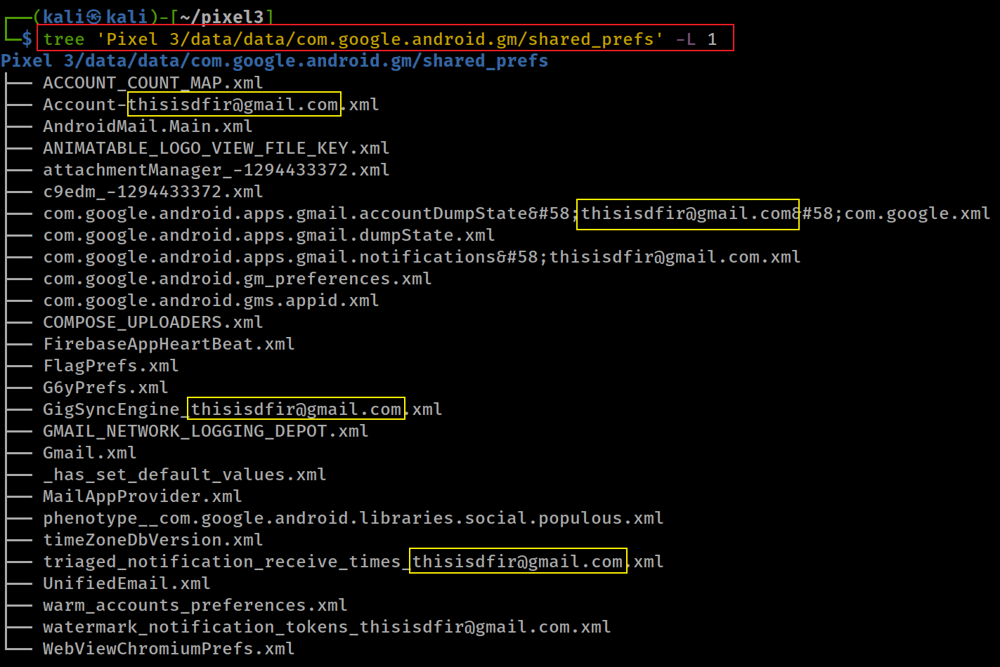 ┌──(kali㉿kali)-[~/pixel3]
└─$ tree 'Pixel 3/data/data/com.google.android.gm/shared_prefs' -L 1
Pixel 3/data/data/com.google.android.gm/shared_prefs
├── ACCOUNT_COUNT_MAP.xml
├── Account-thisisdfir@gmail.com.xml
├── AndroidMail.Main.xml
├── ANIMATABLE_LOGO_VIEW_FILE_KEY.xml
├── attachmentManager_-1294433372.xml
├── c9edm_-1294433372.xml
├── com.google.android.apps.gmail.accountDumpState&#58;thisisdfir@gmail.com&#58;com.google.xml
├── com.google.android.apps.gmail.dumpState.xml
├── com.google.android.apps.gmail.notifications&#58;thisisdfir@gmail.com.xml
├── com.google.android.gm_preferences.xml
├── com.google.android.gms.appid.xml
├── COMPOSE_UPLOADERS.xml
├── FirebaseAppHeartBeat.xml
├── FlagPrefs.xml
├── G6yPrefs.xml
├── GigSyncEngine_thisisdfir@gmail.com.xml
├── GMAIL_NETWORK_LOGGING_DEPOT.xml
├── Gmail.xml
├── _has_set_default_values.xml
├── MailAppProvider.xml
├── phenotype__com.google.android.libraries.social.populous.xml
├── timeZoneDbVersion.xml
├── triaged_notification_receive_times_thisisdfir@gmail.com.xml
├── UnifiedEmail.xml
├── warm_accounts_preferences.xml
├── watermark_notification_tokens_thisisdfir@gmail.com.xml
└── WebViewChromiumPrefs.xml